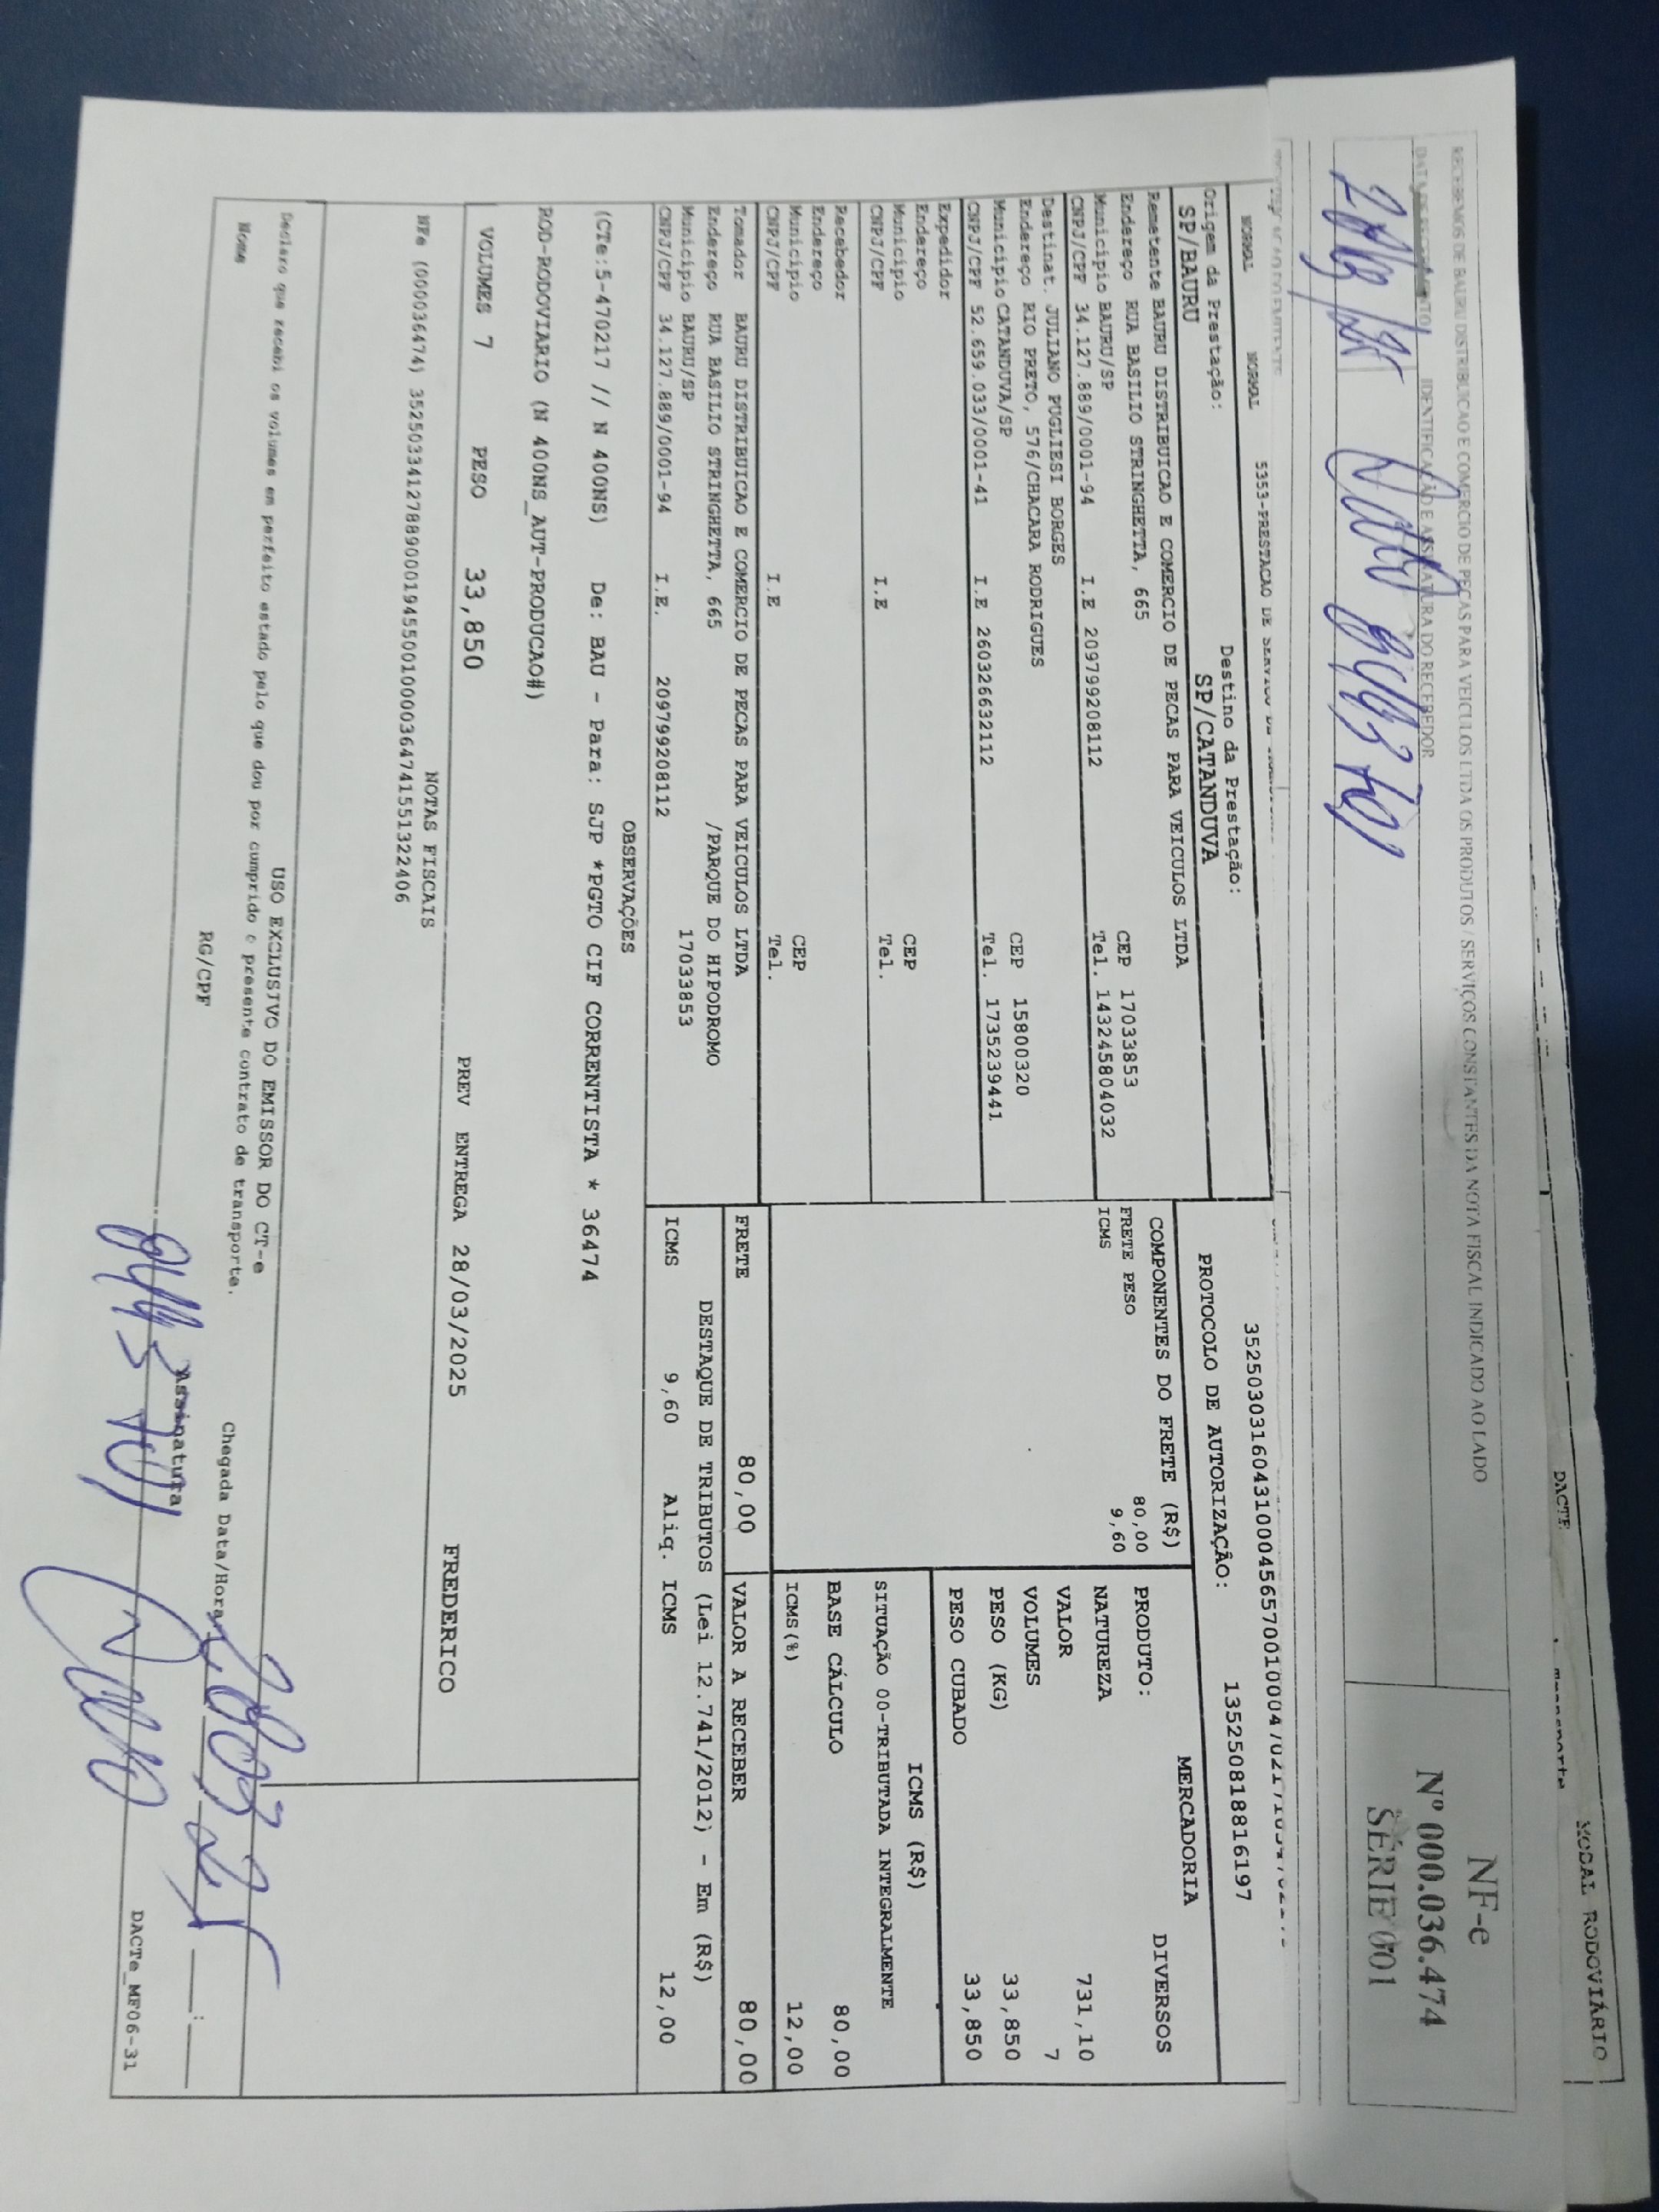 MODAL RODOVIÁRIO
DACTE
RECEBEMOS DE BAURU DISTRIBUICAO E COMERCIO DE PECAS PARA VEICULOS LTDA OS PRODUTOS / SERVIÇOS CONSTANTES DA NOTA FISCAL INDICADO AO LADO
DATA DE RECEBIMENTO
IDENTIFICAÇÃO E ASSINATURA DO RECEBEDOR
NF-e
Nº 000.036.474
SÉRIE 001
NORMAL NORMAL 5353-PRESTACAO DE SERVICO
Origem da Prestação: Destino da Prestação:
SP/BAURU SP/CATANDUVA
PROTOCOLO DE AUTORIZAÇÃO: 135250818816197
Remetente BAURU DISTRIBUICAO E COMERCIO DE PECAS PARA VEICULOS LTDA
Endereço RUA BASILIO STRINGHETTA, 665 CEP 17033853
Município BAURU/SP Tel. 143245804032
CNPJ/CPF 34.127.889/0001-94 I.E 209799208112
Destinat. JULIANO PUGLIESI BORGES
Endereço RIO PRETO, 576/CHACARA RODRIGUES CEP 15800320
Município CATANDUVA/SP Tel. 1735239441
CNPJ/CPF 52.659.033/0001-41 I.E 260326632112
Expedidor
Endereço CEP
Município Tel.
CNPJ/CPF I.E
Recebedor
Endereço CEP
Município Tel.
CNPJ/CPF I.E
Tomador BAURU DISTRIBUICAO E COMERCIO DE PECAS PARA VEICULOS LTDA
Endereço RUA BASILIO STRINGHETTA, 665 /PARQUE DO HIPODROMO
Município BAURU/SP 17033853
CNPJ/CPF 34.127.889/0001-94 I.E. 209799208112
COMPONENTES DO FRETE (R$)
FRETE PESO 80,00
ICMS 9,60
MERCADORIA
PRODUTO: DIVERSOS
NATUREZA
VALOR 731,10
VOLUMES 7
PESO (KG) 33,850
PESO CUBADO 33,850
ICMS (R$)
SITUAÇÃO 00-TRIBUTADA INTEGRALMENTE
BASE CÁLCULO 80,00
ICMS(%) 12,00
FRETE 80,00 VALOR A RECEBER 80,00
DESTAQUE DE TRIBUTOS (Lei 12.741/2012) - Em (R$)
ICMS 9,60 Aliq. ICMS 12,00
OBSERVAÇÕES
(CTe:5-470217 // N 400NS) De: BAU - Para: SJP *PGTO CIF CORRENTISTA * 36474
ROD-RODOVIARIO (N 400NS_AUT-PRODUCAO#)
VOLUMES 7 PESO 33,850 PREV ENTREGA 28/03/2025 FREDERICO
NOTAS FISCAIS
NFe (000036474) 35250334127889000194550010000364741551322406
USO EXCLUSIVO DO EMISSOR DO CT-e
Declaro que recebi os volumes em perfeito estado pelo que dou por cumprido o presente contrato de transporte.
Nome RG/CPF Assinatura Chegada Data/Hora
DACTe_MF06-31